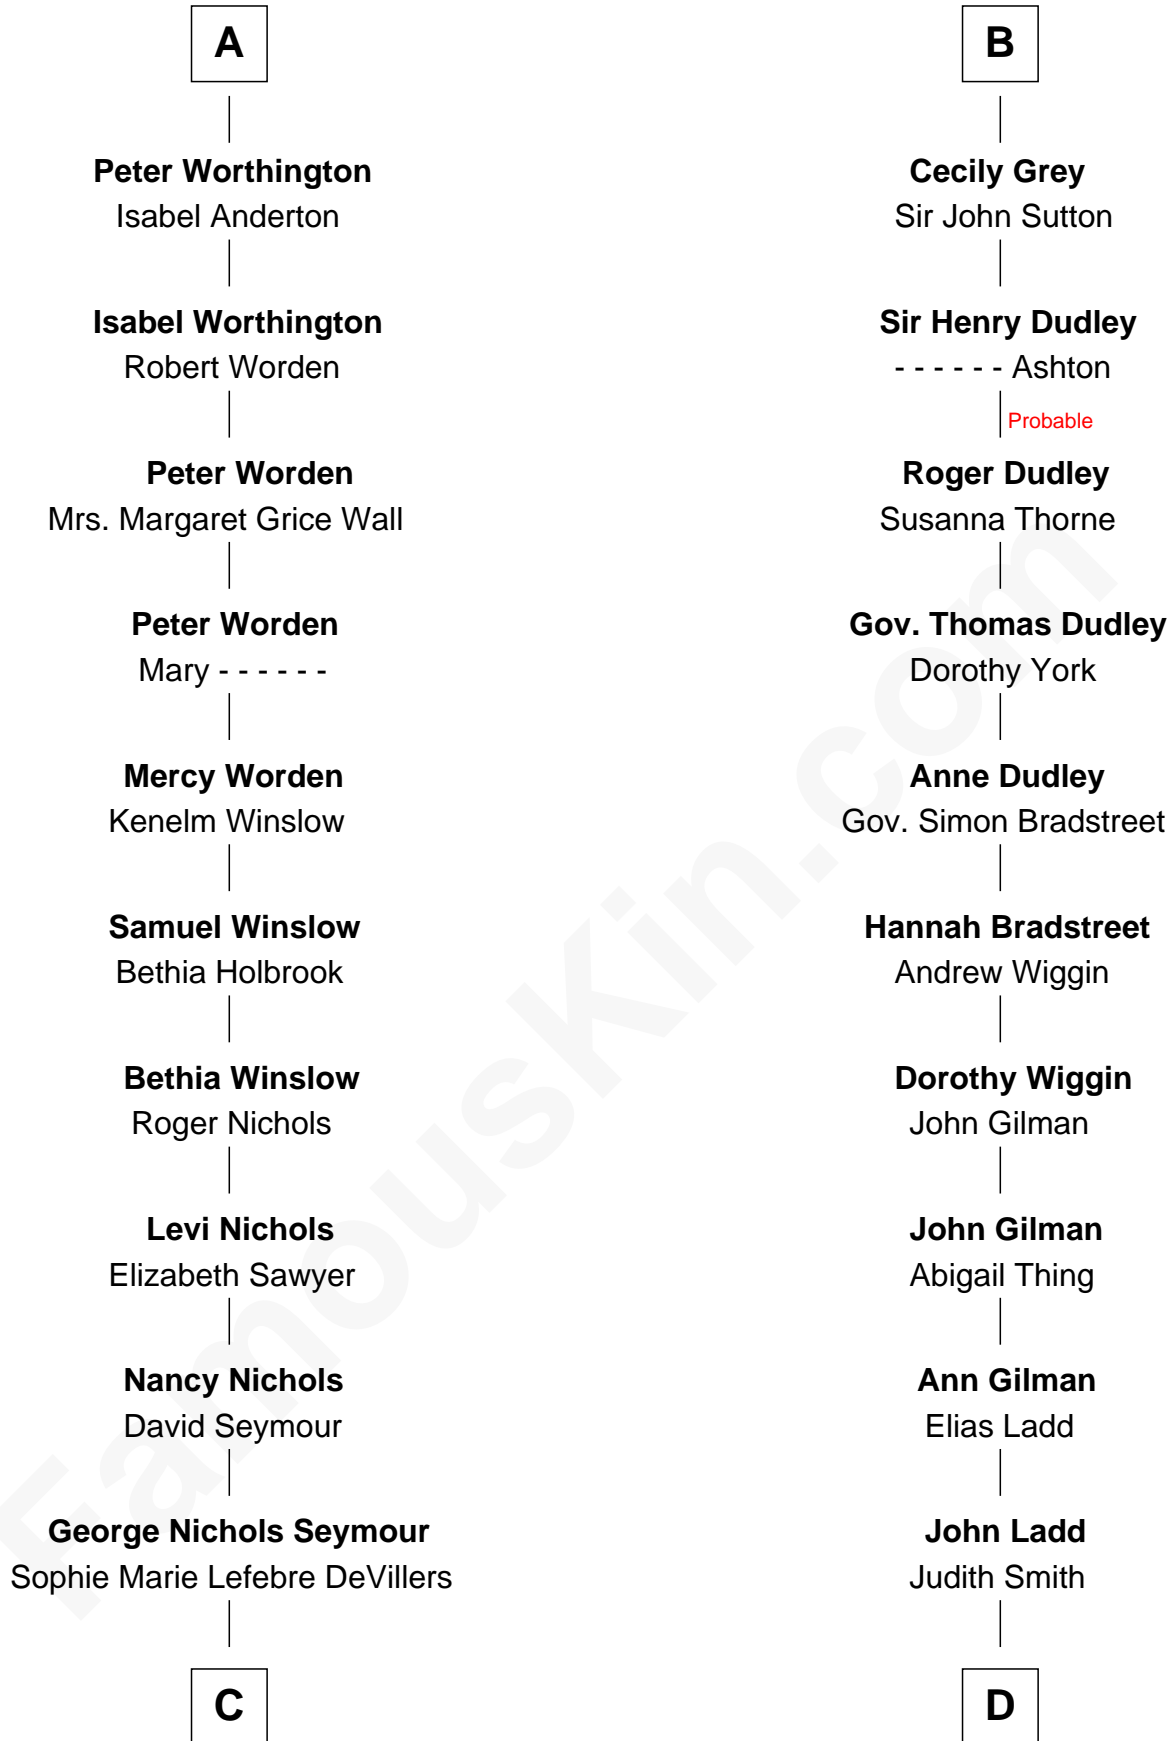 A
Peter Worthington
Isabel Anderton
Isabel Worthington
Robert Worden
Peter Worden
Mrs. Margaret Grice Wall
Peter Worden
Mary - - - - - -
Mercy Worden
Kenelm Winslow
Samuel Winslow
Bethia Holbrook
Bethia Winslow
Roger Nichols
Levi Nichols
Elizabeth Sawyer
Nancy Nichols
David Seymour
George Nichols Seymour
Sophie Marie Lefebre DeVillers
C
B
Cecily Grey
Sir John Sutton
Sir Henry Dudley
- - - - - - Ashton
Probable
Roger Dudley
Susanna Thorne
Gov. Thomas Dudley
Dorothy York
Anne Dudley
Gov. Simon Bradstreet
Hannah Bradstreet
Andrew Wiggin
Dorothy Wiggin
John Gilman
John Gilman
Abigail Thing
Ann Gilman
Elias Ladd
John Ladd
Judith Smith
D
FamousKin.com